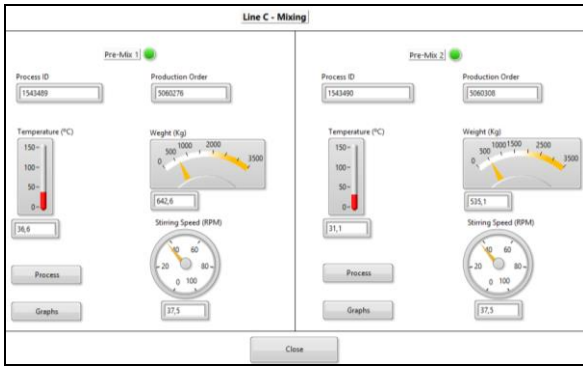 Line C - Mixing
Pre-Mix 1
Process ID
Production Order
1543489
5060276
Temperature (ºC)
Weght (Kg)
150
100
50
0
0
500
1000
2000
3500
36,6
642,6
Stirring Speed (RPM)
0
20
40
60
80
100
37,5
Process
Graphs
Pre-Mix 2
Process ID
Production Order
1543490
5060308
Temperature (ºC)
Weight (Kg)
150
100
50
0
0
500
1000
1500
2500
3500
31,1
535,1
Stirring Speed (RPM)
0
20
40
60
80
100
37,5
Process
Graphs
Close